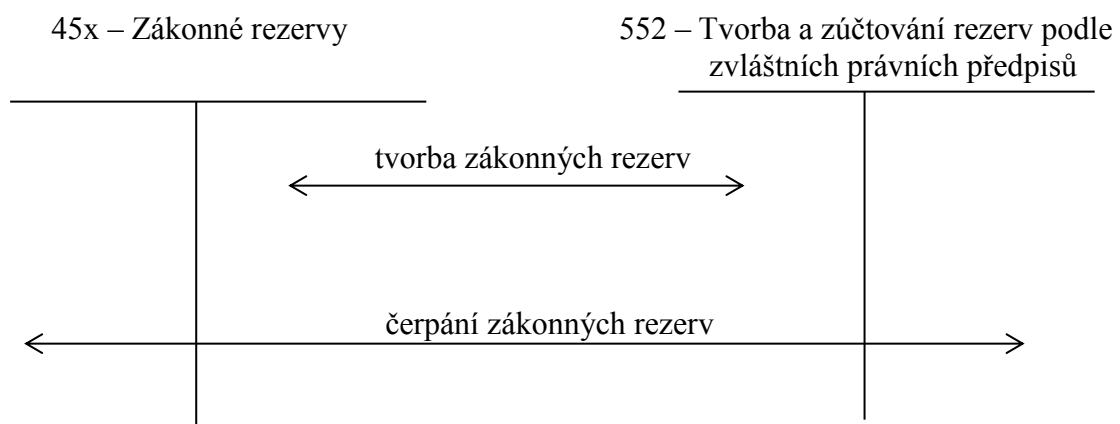 45x – Zákonné rezervy
552 – Tvorba a zúčtování rezerv podle
zvláštních právních předpisů
tvorba zákonných rezerv
čerpání zákonných rezerv